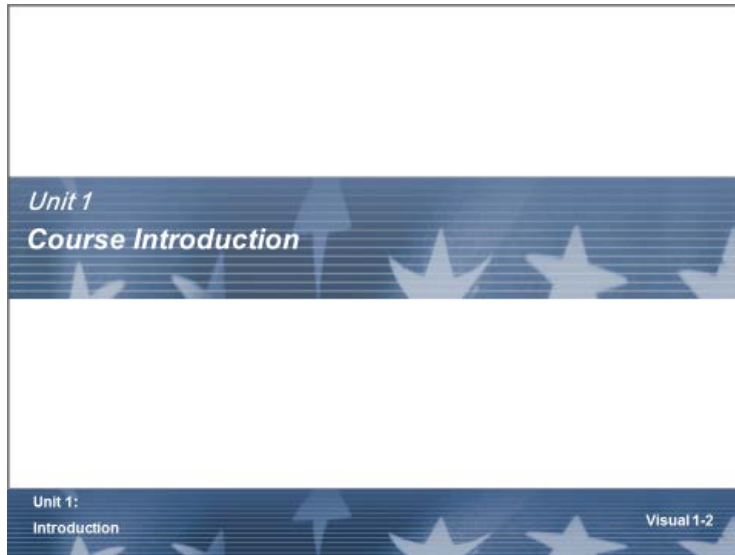 Unit 1
Course Introduction
Unit 1:
Introduction
Visual 1-2